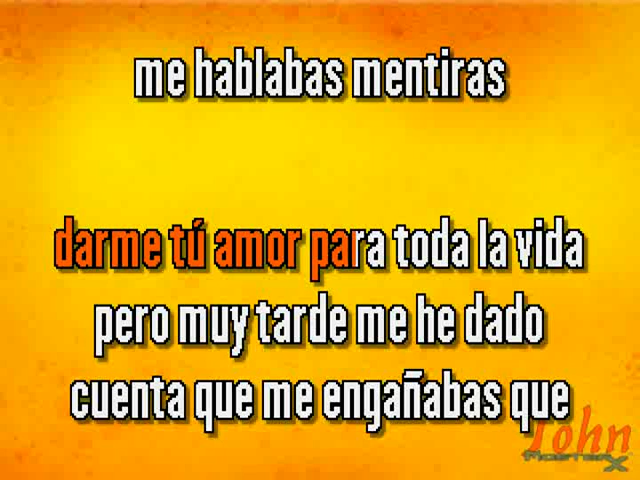 me hablabas mentiras
darme tú amor para toda la vida
pero muy tarde me he dado
cuenta que me engañabas que
John